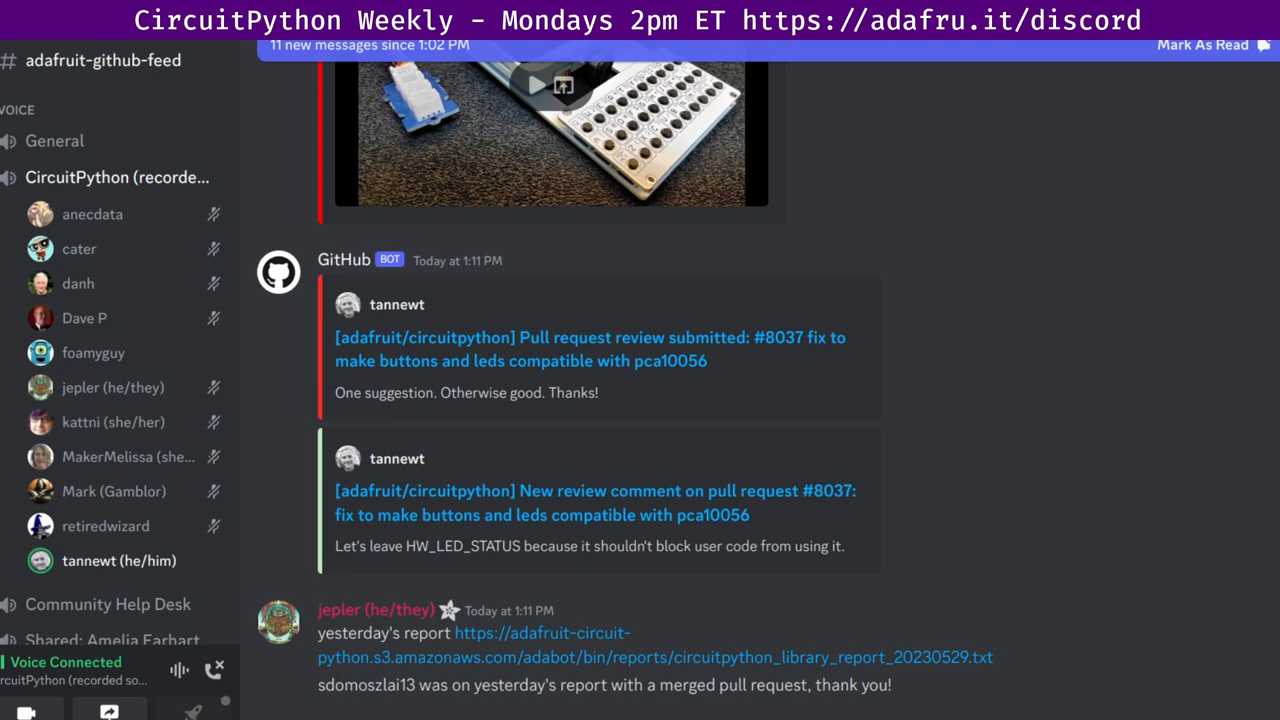 CircuitPython Weekly - Mondays 2pm ET https://adafru.it/discord
# adafruit-github-feed
VOICE
General
CircuitPython (recorde...
anecdata
cater
danh
Dave P
foamyguy
jepler (he/they)
kattni (she/her)
MakerMelissa (she...
Mark (Gamblor)
retiredwizard
tannewt (he/him)
Community Help Desk
Shared: Amelia Earhart
Voice Connected
rcuitPython (recorded so...
11 new messages since 1:02 PM
Mark As Read
GitHub BOT Today at 1:11 PM
tannewt
[adafruit/circuitpython] Pull request review submitted: #8037 fix to
make buttons and leds compatible with pca10056
One suggestion. Otherwise good. Thanks!
tannewt
[adafruit/circuitpython] New review comment on pull request #8037:
fix to make buttons and leds compatible with pca10056
Let's leave HW_LED_STATUS because it shouldn't block user code from using it.
jepler (he/they) Today at 1:11 PM
yesterday's report https://adafruit-circuit-
python.s3.amazonaws.com/adabot/bin/reports/circuitpython_library_report_20230529.txt
sdomoszlai13 was on yesterday's report with a merged pull request, thank you!